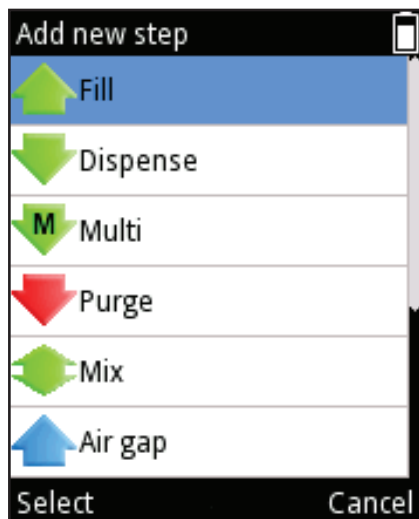 Add new step
Fill
Dispense
M Multi
Purge
Mix
Air gap
Select Cancel